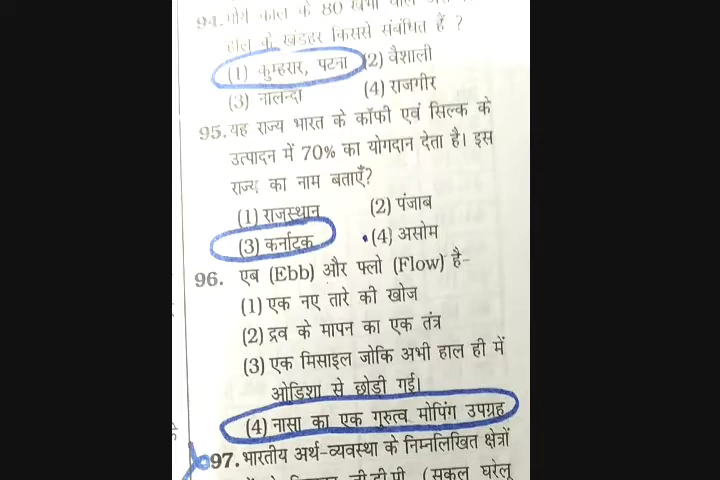 94. मौर्य काल के 80 खंभों वाले
हॉल के खंडहर किससे संबंधित हैं ?
(1) कुम्हरार, पटना (2) वैशाली
(3) नालन्दा (4) राजगीर
95. यह राज्य भारत के कॉफी एवं सिल्क के
उत्पादन में 70% का योगदान देता है। इस
राज्य का नाम बताएँ?
(1) राजस्थान (2) पंजाब
(3) कर्नाटक (4) असोम
96. एब (Ebb) और फ्लो (Flow) है-
(1) एक नए तारे की खोज
(2) द्रव के मापन का एक तंत्र
(3) एक मिसाइल जोकि अभी हाल ही में
ओडिशा से छोड़ी गई।
(4) नासा का एक गुरुत्व मोपिंग उपग्रह
97. भारतीय अर्थ-व्यवस्था के निम्नलिखित क्षेत्रों
जी.डी.पी. (सकल घरेलू